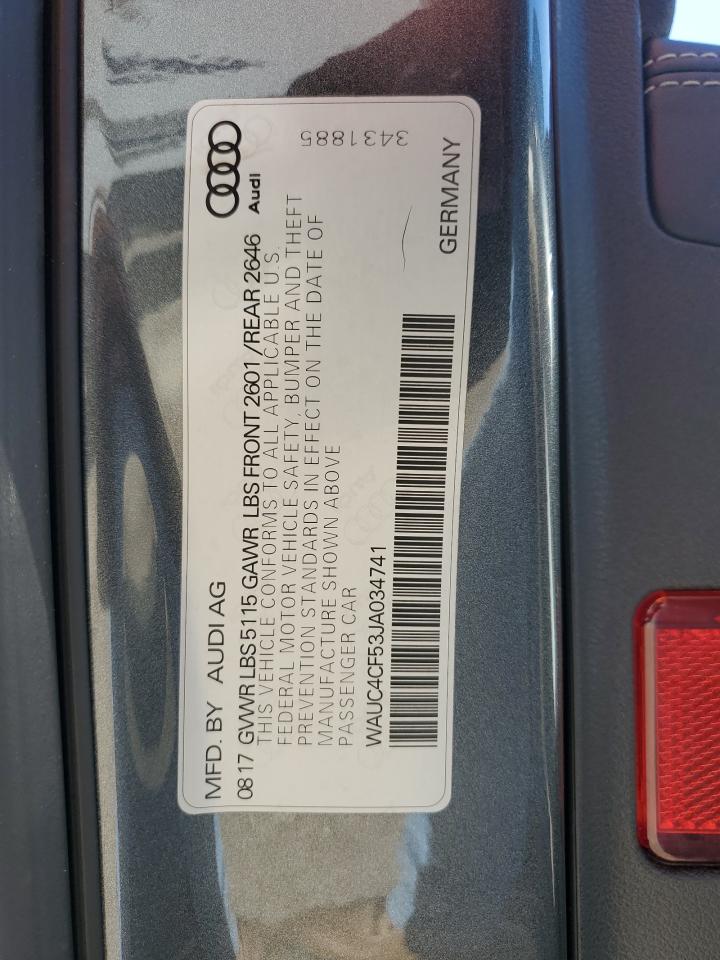 MFD. BY AUDI AG
Audi
0817 GVWR LBS 5115 GAWR LBS FRONT 2601 /REAR 2646
THIS VEHICLE CONFORMS TO ALL APPLICABLE U.S.
FEDERAL MOTOR VEHICLE SAFETY, BUMPER AND THEFT
PREVENTION STANDARDS IN EFFECT ON THE DATE OF
MANUFACTURE SHOWN ABOVE
PASSENGER CAR
WAUC4CF53JA034741
GERMANY
3431885